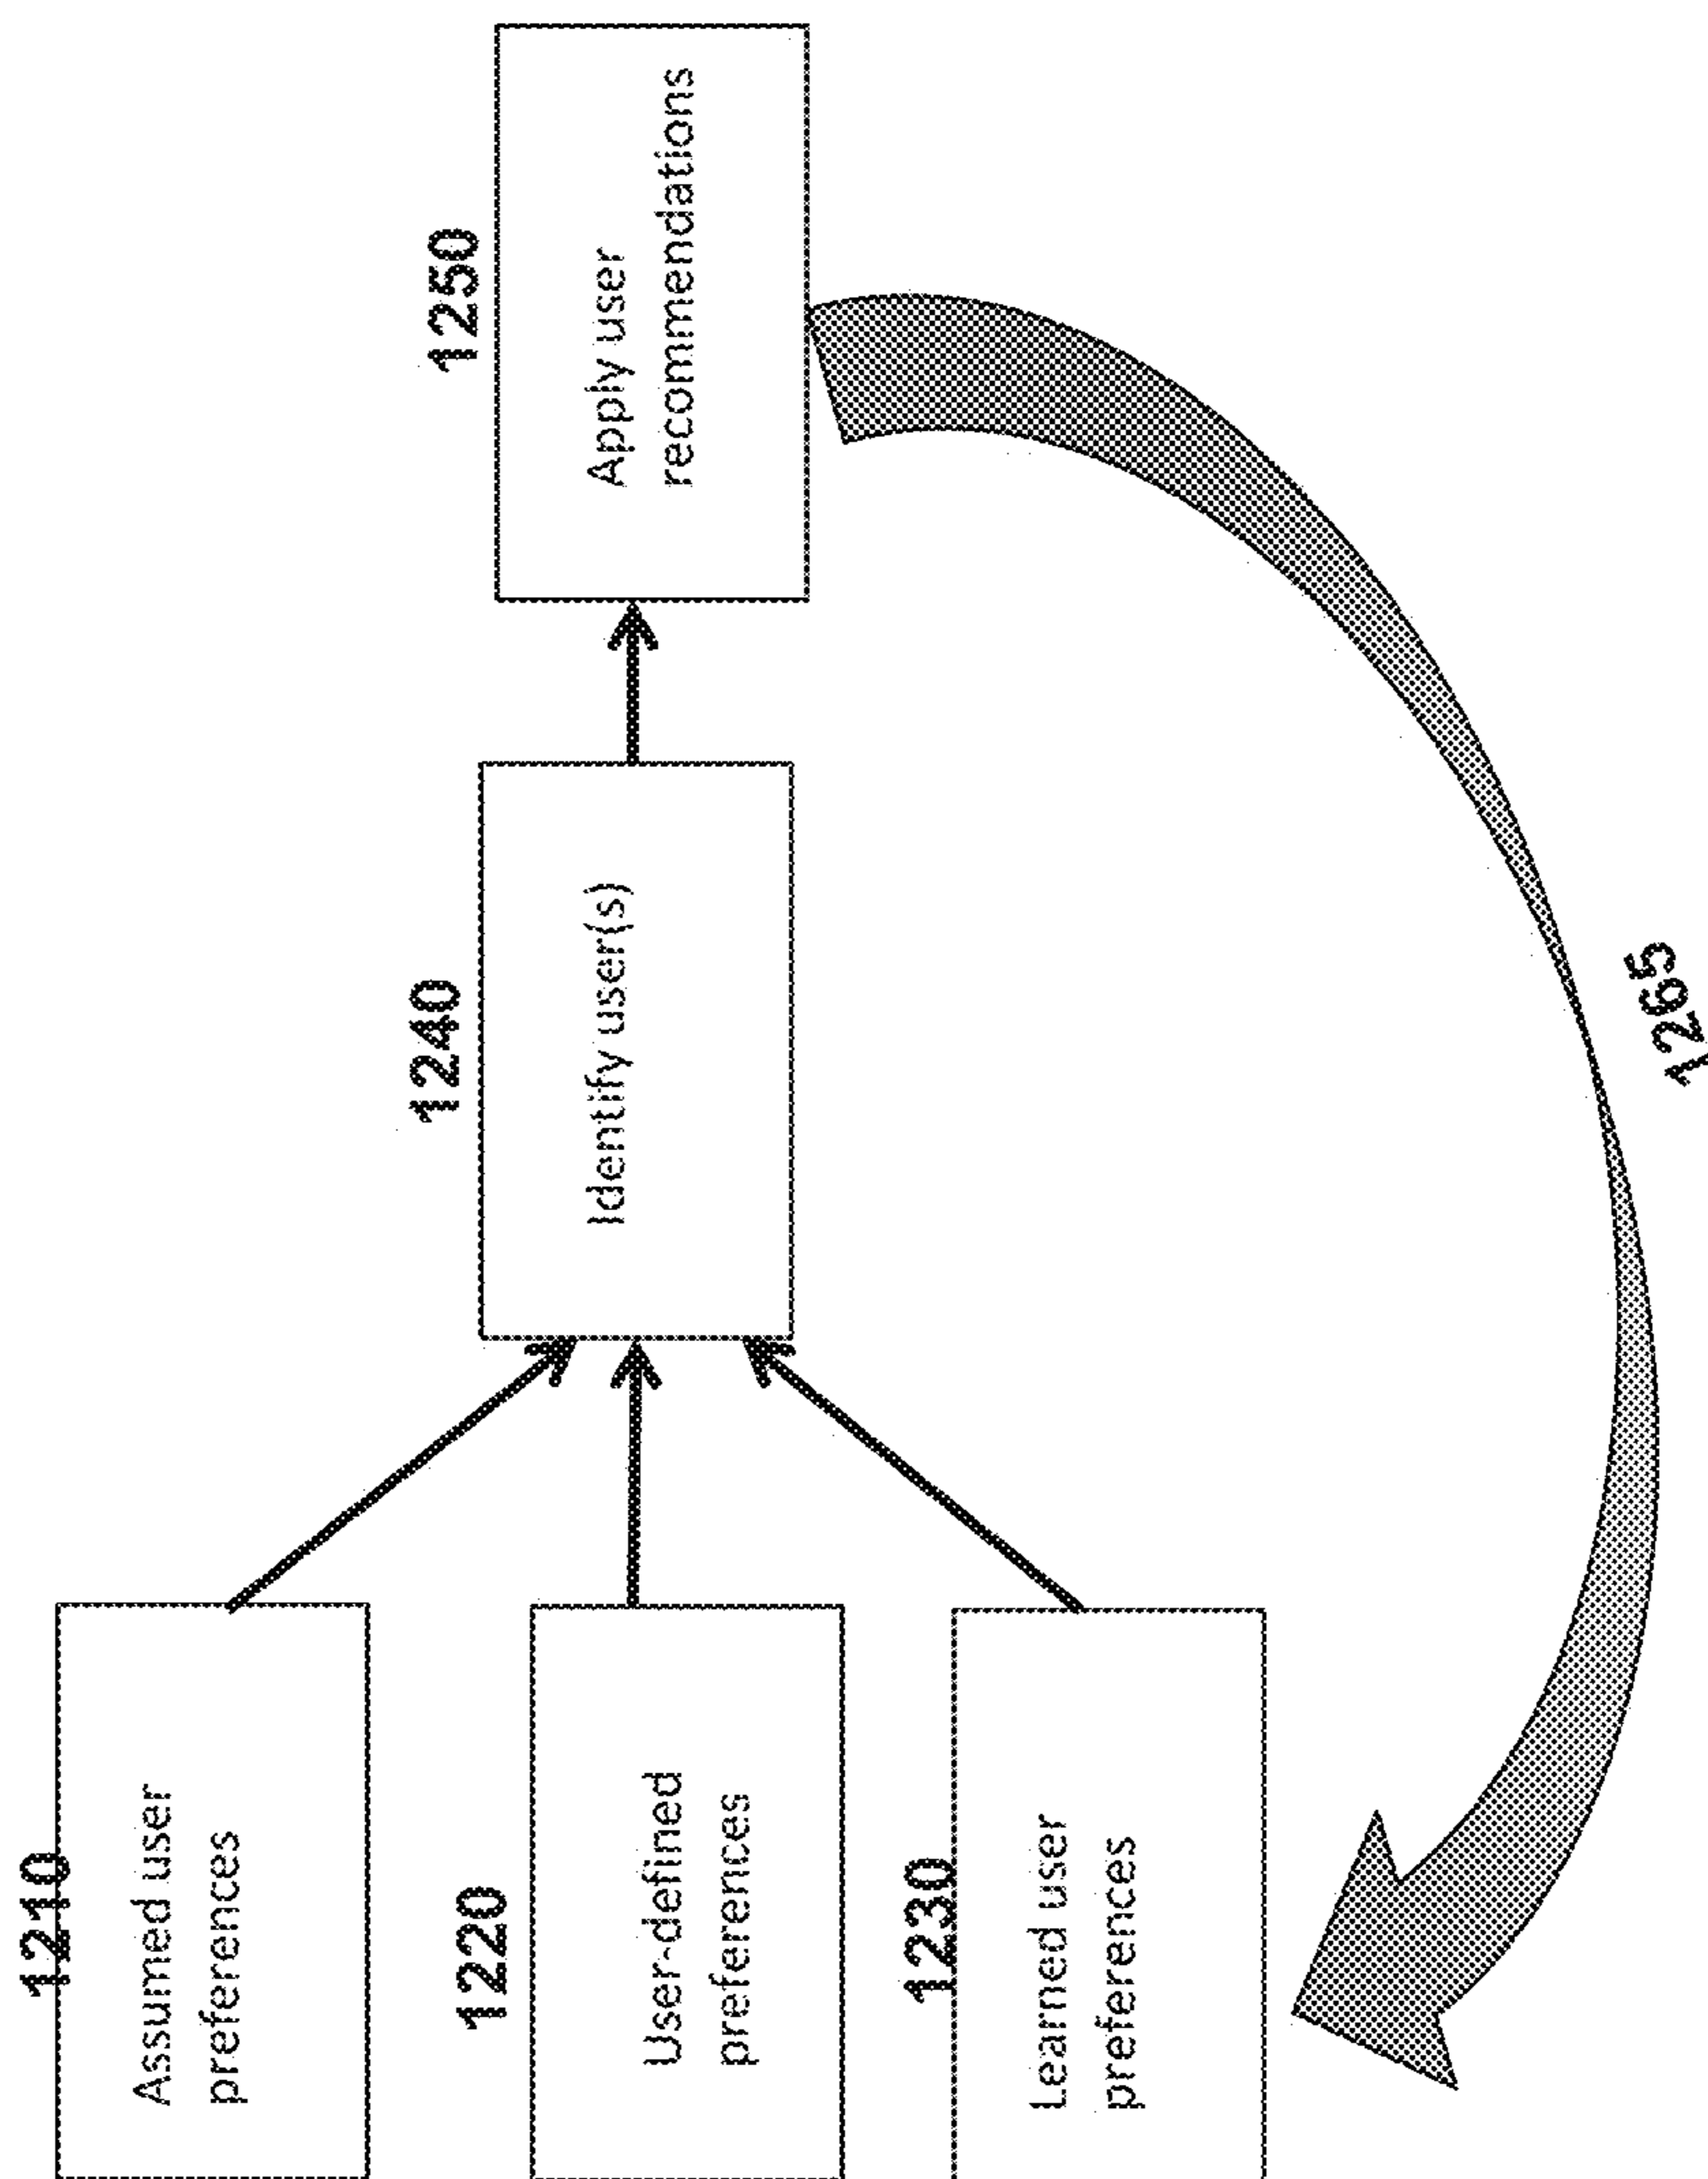 1210
Assumed user
preferences
1220
User-defined
preferences
1230
Learned user
preferences
1240
Identify user(s)
1250
Apply user
recommendations
1265